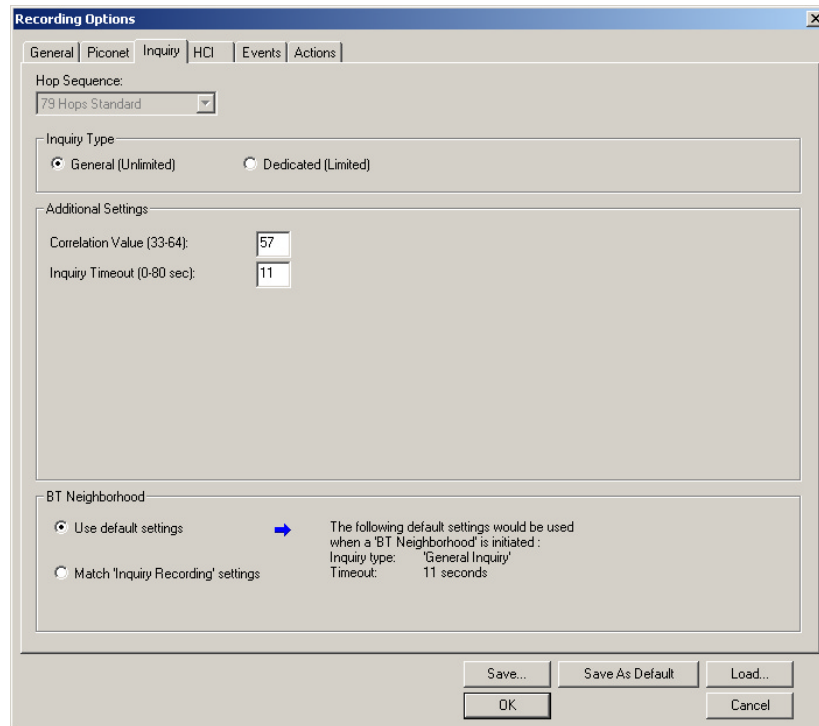 Recording Options
General Piconet Inquiry HCI Events Actions
Hop Sequence:
79 Hops Standard
Inquiry Type
General (Unlimited) Dedicated (Limited)
Additional Settings
Correlation Value (33-64): 57
Inquiry Timeout (0-80 sec): 11
BT Neighborhood
Use default settings
The following default settings would be used
when a 'BT Neighborhood' is initiated :
Inquiry type: 'General Inquiry'
Match 'Inquiry Recording' settings
Timeout: 11 seconds
Save... Save As Default Load...
OK Cancel